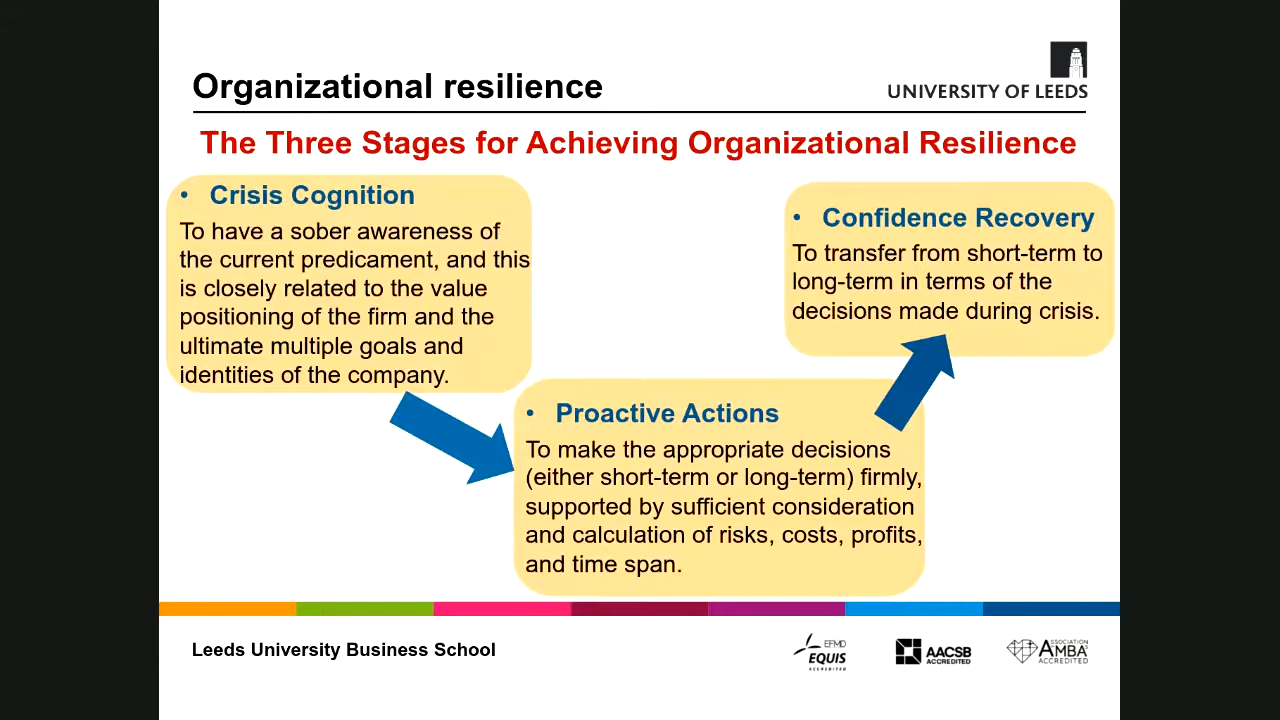 Organizational resilience
UNIVERSITY OF LEEDS
The Three Stages for Achieving Organizational Resilience
• Crisis Cognition
To have a sober awareness of
the current predicament, and this
is closely related to the value
positioning of the firm and the
ultimate multiple goals and
identities of the company.
• Proactive Actions
To make the appropriate decisions
(either short-term or long-term) firmly,
supported by sufficient consideration
and calculation of risks, costs, profits,
and time span.
• Confidence Recovery
To transfer from short-term to
long-term in terms of the
decisions made during crisis.
Leeds University Business School
EFMD
EQUIS
ACCREDITED
AACSB
ACCREDITED
ASSOCIATION
AMBAS
ACCREDITED